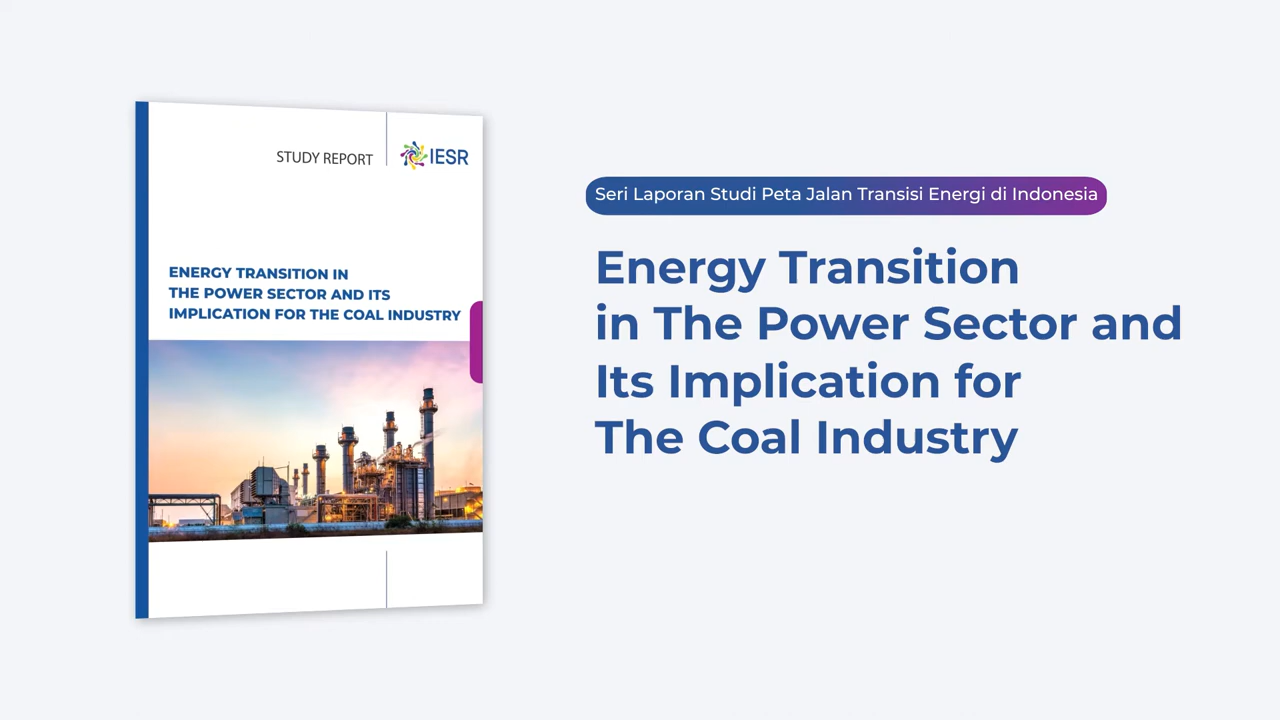 STUDY REPORT
IESR
ENERGY TRANSITION IN
THE POWER SECTOR AND ITS
IMPLICATION FOR THE COAL INDUSTRY
Seri Laporan Studi Peta Jalan Transisi Energi di Indonesia
Energy Transition
in The Power Sector and
Its Implication for
The Coal Industry